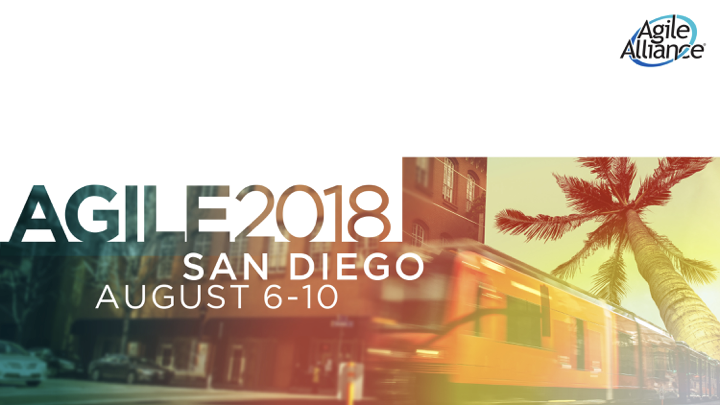 Agile
Alliance®
AGILE2018
SAN DIEGO
AUGUST 6-10